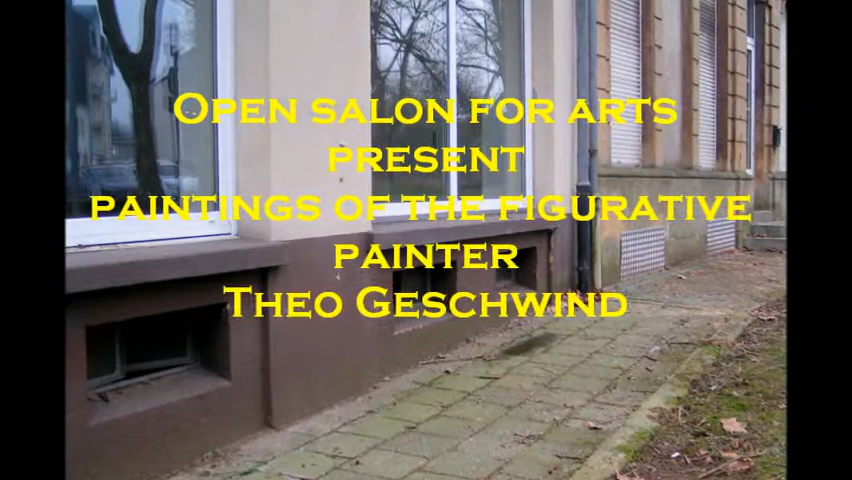 Open salon for arts
present
paintings of the figurative
painter
Theo Geschwind